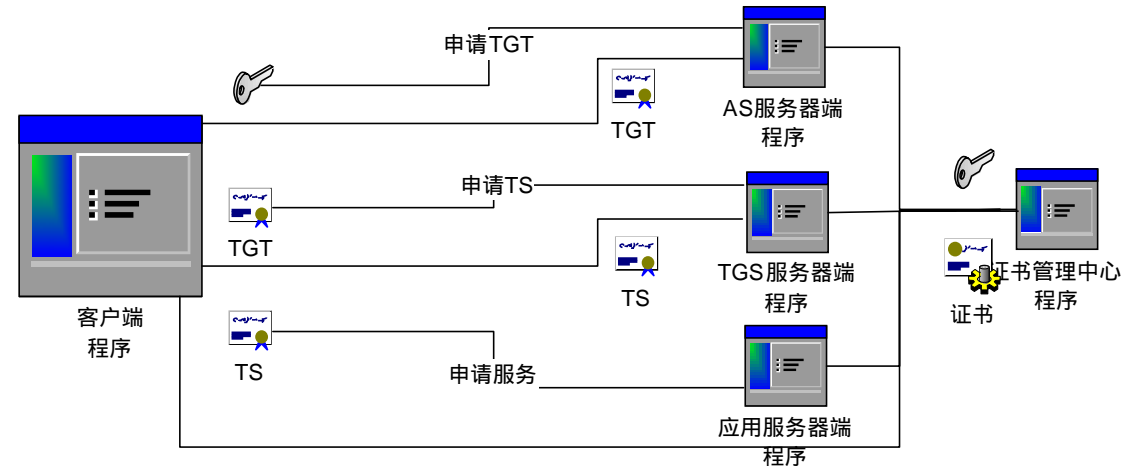 申请TGT
TGT
AS服务器端
程序
申请TS
TGT
TS
TGS服务器端
程序
证书管理中心
程序
证书
客户端
程序
TS
申请服务
应用服务器端
程序